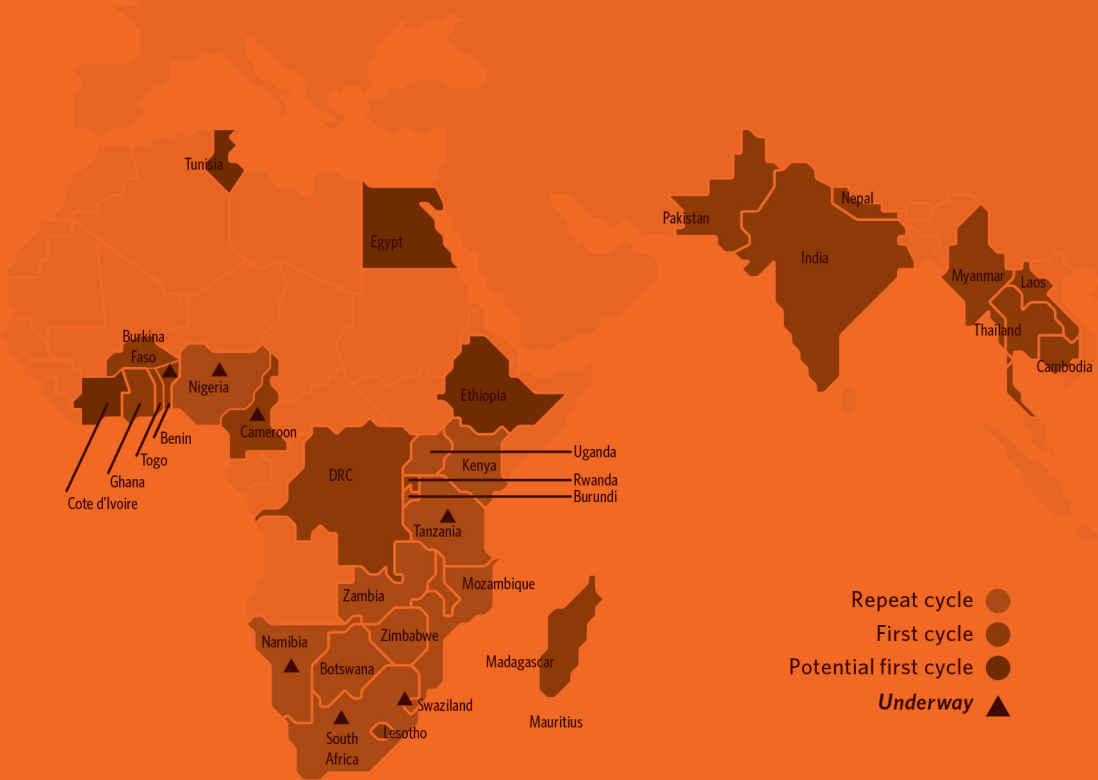 Tunisia
Egypt
Pakistan
Nepal
India
Myanmar
Laos
Thailand
Cambodia
Burkina
Faso
Nigeria
Cameroon
Benin
Togo
Ghana
Cote d'Ivoire
Ethiopia
DRC
Kenya
Uganda
Rwanda
Burundi
Tanzania
Zambia
Mozambique
Namibia
Zimbabwe
Botswana
Madagascar
Swaziland
Mauritius
Lesotho
South
Africa
Repeat cycle
First cycle
Potential first cycle
Underway